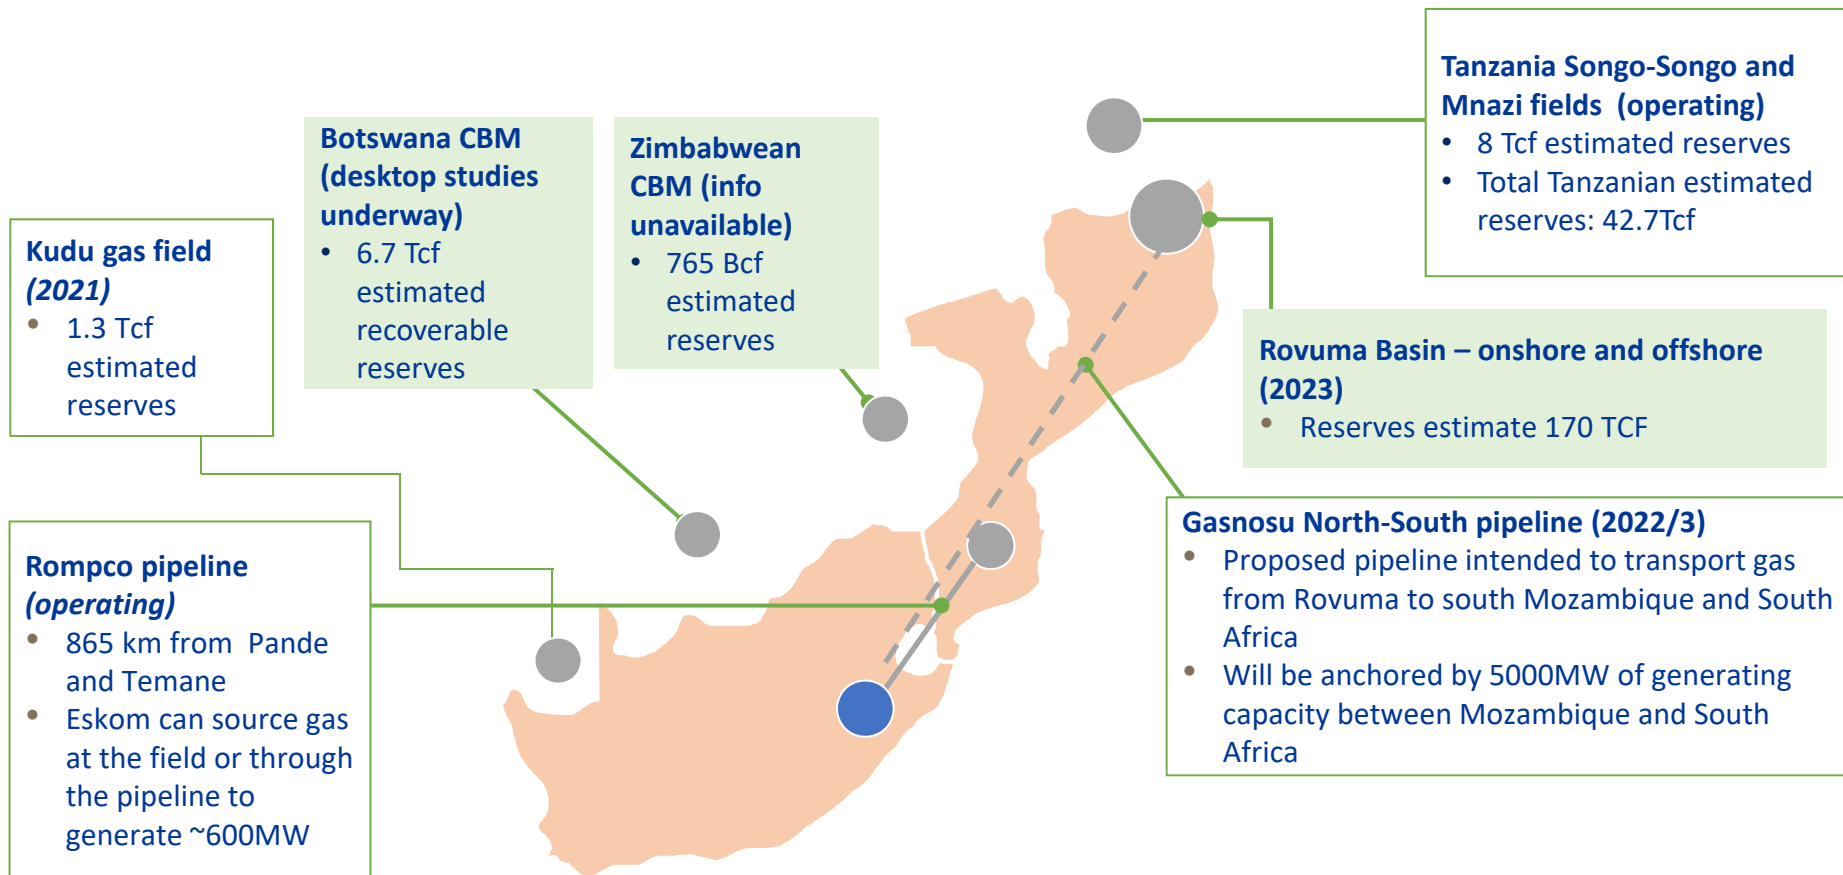 Tanzania Songo-Songo and
Mnazi fields (operating)
• 8 Tcf estimated reserves
• Total Tanzanian estimated
reserves: 42.7Tcf
Botswana CBM
(desktop studies
underway)
• 6.7 Tcf
estimated
recoverable
reserves
Zimbabwean
CBM (info
unavailable)
• 765 Bcf
estimated
reserves
Kudu gas field
(2021)
• 1.3 Tcf
estimated
reserves
Rovuma Basin – onshore and offshore
(2023)
• Reserves estimate 170 TCF
Gasnosu North-South pipeline (2022/3)
• Proposed pipeline intended to transport gas
from Rovuma to south Mozambique and South
Africa
• Will be anchored by 5000MW of generating
capacity between Mozambique and South
Africa
Rompco pipeline
(operating)
• 865 km from Pande
and Temane
• Eskom can source gas
at the field or through
the pipeline to
generate ~600MW